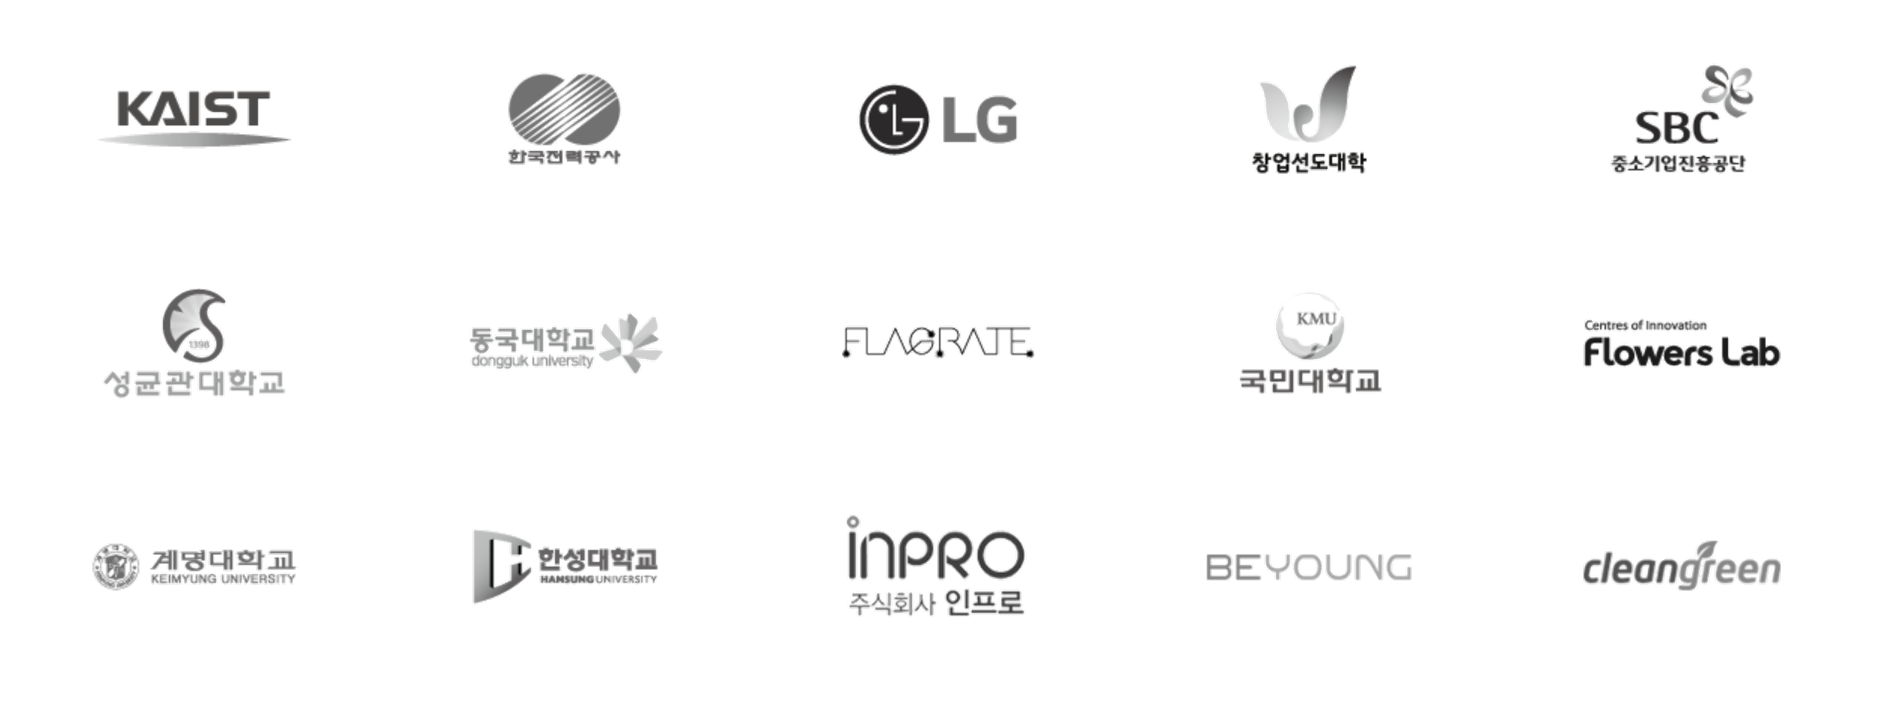 KAIST
한국전력공사
LG
창업선도대학
SBC
중소기업진흥공단
1398
성균관대학교
동국대학교
dongguk university
FLAGRATE
KMU
국민대학교
Centres of Innovation
Flowers Lab
계명대학교
KEIMYUNG UNIVERSITY
한성대학교
HANSUNG UNIVERSITY
inPRO
주식회사 인프로
BEYOUNG
cleangreen